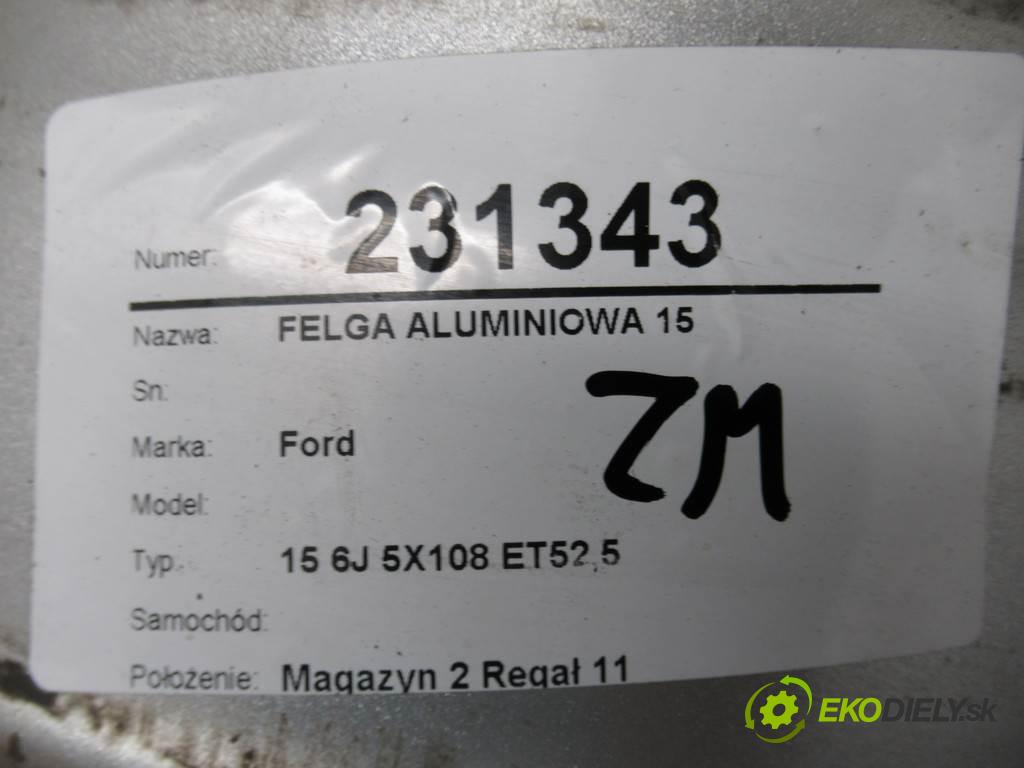 Numer: 231343
Nazwa: FELGA ALUMINIOWA 15
Sn:
Marka: Ford
ZM
Model:
Typ: 15 6J 5X108 ET52,5
Samochód:
Położenie: Magazyn 2 Regał 11
EKODIELY.sk